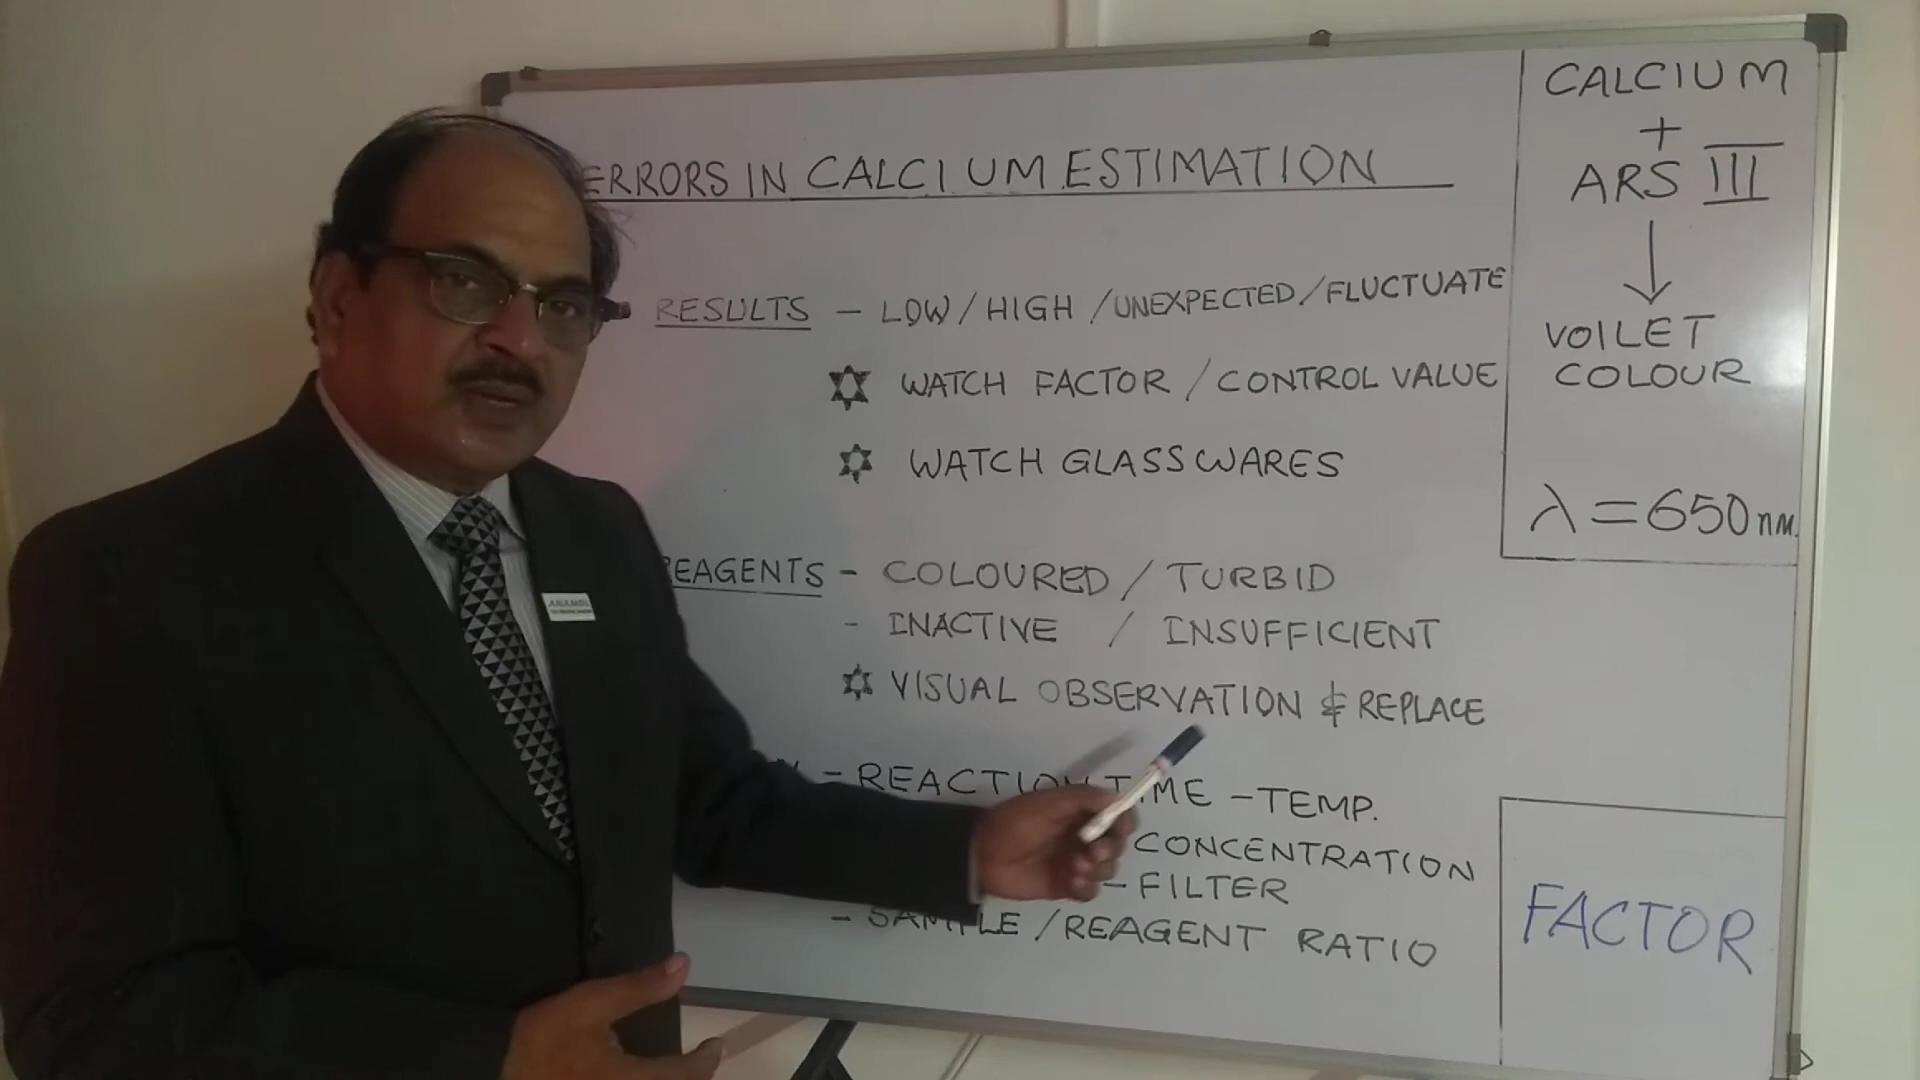 ERRORS IN CALCIUM ESTIMATION
RESULTS - LOW / HIGH / UNEXPECTED / FLUCTUATE
✡ WATCH FACTOR / CONTROL VALUE
✡ WATCH GLASSWARES
REAGENTS - COLOURED / TURBID
- INACTIVE / INSUFFICIENT
✡ VISUAL OBSERVATION & REPLACE
- REACTION TIME - TEMP.
CONCENTRATION
- FILTER
- SAMPLE / REAGENT RATIO
CALCIUM
+
ARS III
↓
VOILET
COLOUR
λ = 650 nm.
FACTOR
ANAMOL